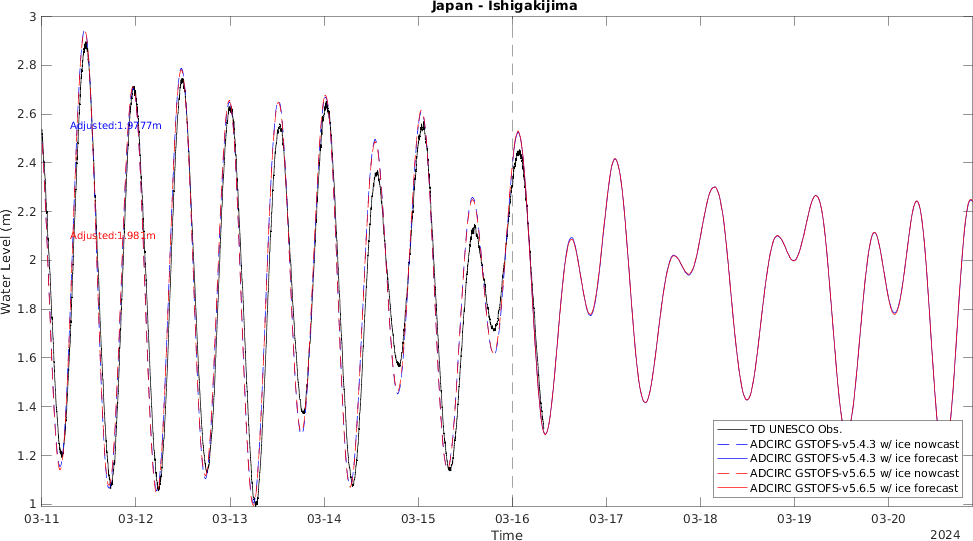 Japan - Ishigakijima
3
2.8
2.6
2.4
2.2
2
1.8
1.6
1.4
1.2
1
Water Level (m)
Adjusted:1.9777m
Adjusted:1.981m
TD UNESCO Obs.
ADCIRC GSTOFS-v5.4.3 w/ ice nowcast
ADCIRC GSTOFS-v5.4.3 w/ ice forecast
ADCIRC GSTOFS-v5.6.5 w/ ice nowcast
ADCIRC GSTOFS-v5.6.5 w/ ice forecast
03-11 03-12 03-13 03-14 03-15 03-16 03-17 03-18 03-19 03-20
Time
2024